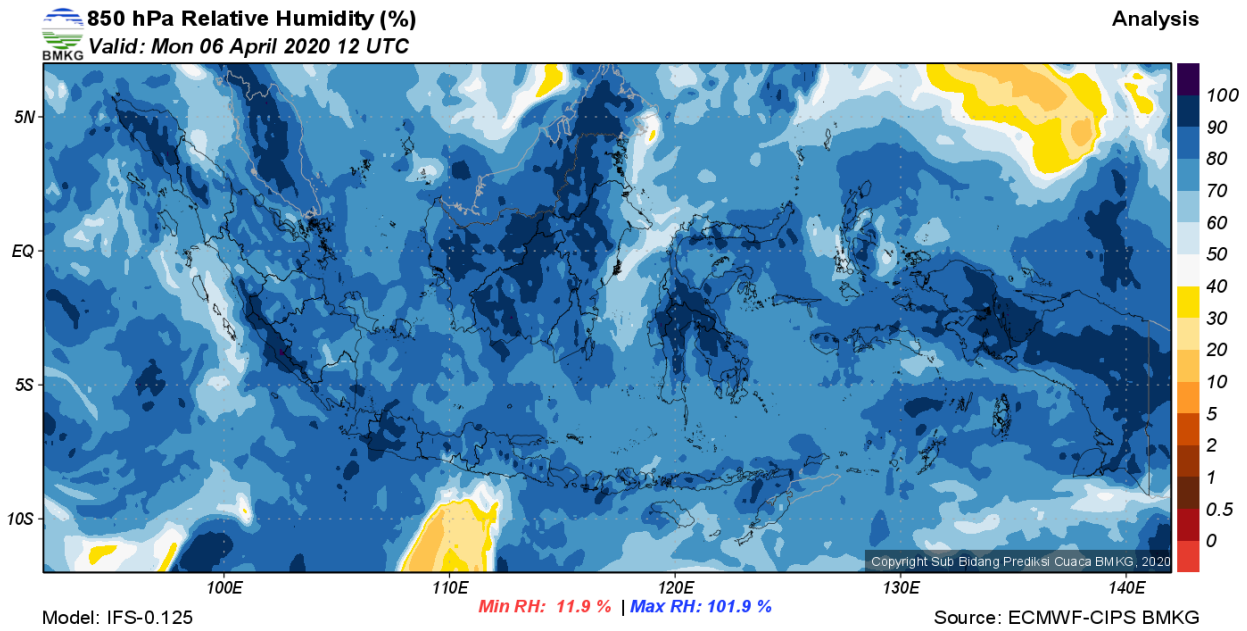 850 hPa Relative Humidity (%)
Analysis
BMKG
Valid: Mon 06 April 2020 12 UTC
5N
EQ
5S
10S
100E
110E
120E
130E
140E
100
90
80
70
60
50
40
30
20
10
5
2
1
0.5
0
Copyright Sub Bidang Prediksi Cuaca BMKG, 2020
Min RH: 11.9 % | Max RH: 101.9 %
Model: IFS-0.125
Source: ECMWF-CIPS BMKG